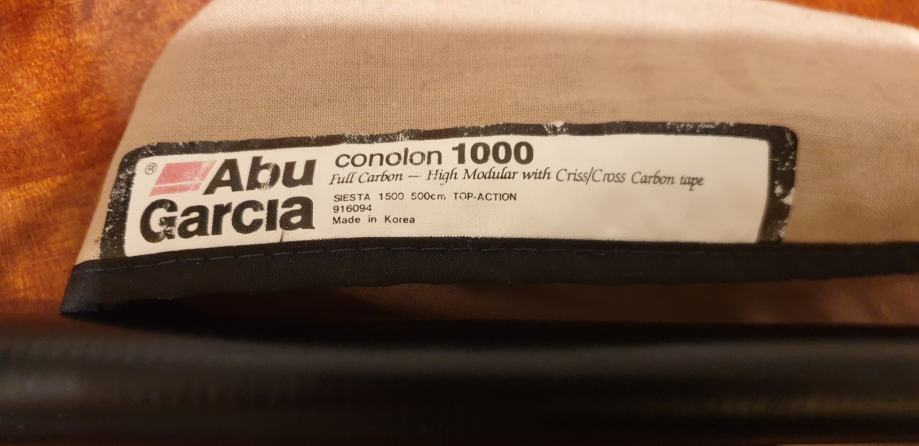 ® Abu
Garcia
conolon 1000
Full Carbon — High Modular with Criss/Cross Carbon tape
SIESTA 1500 500cm TOP-ACTION
916094
Made in Korea